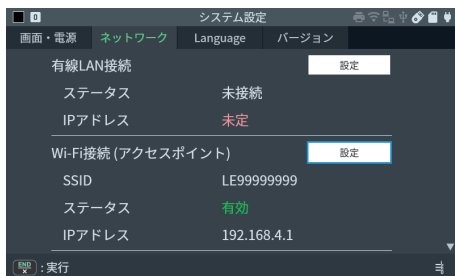 0 システム設定
画面・電源 ネットワーク Language バージョン
有線LAN接続 設定
ステータス 未接続
IPアドレス 未定
Wi-Fi接続 (アクセスポイント) 設定
SSID LE99999999
ステータス 有効
IPアドレス 192.168.4.1
END × : 実行